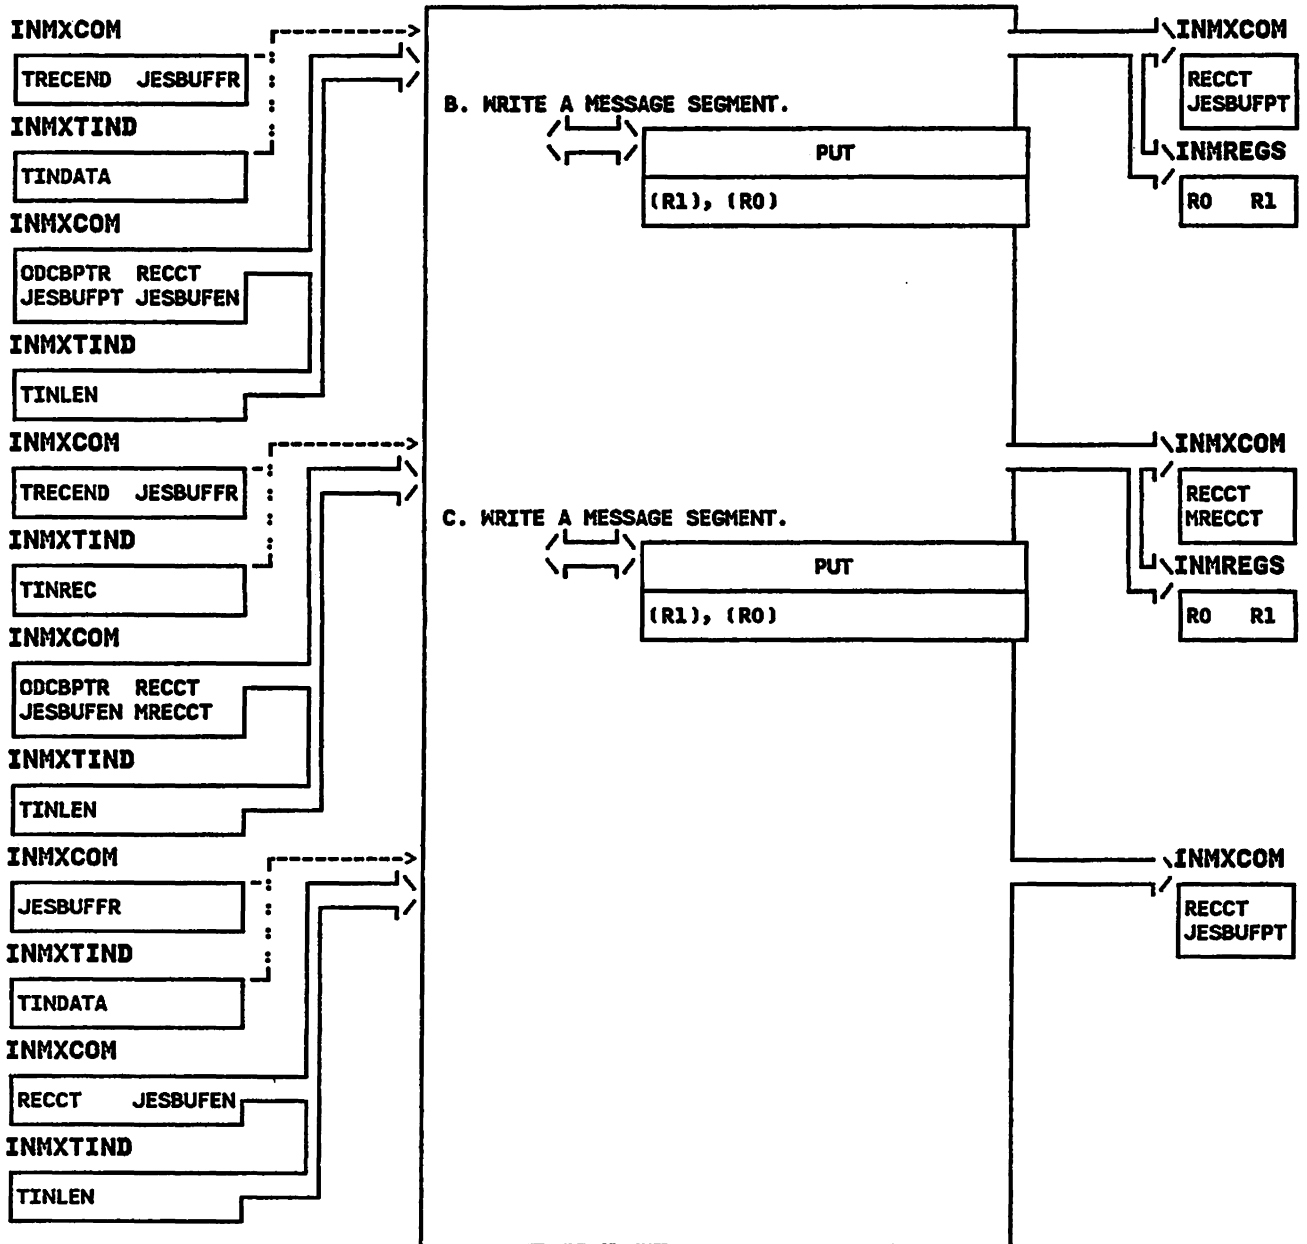 INMXCOM
TRECEND JESBUFFR
INMXTIND
TINDATA
INMXCOM
ODCBPTR RECCT
JESBUFPT JESBUFEN
INMXTIND
TINLEN
INMXCOM
TRECEND JESBUFFR
INMXTIND
TINREC
INMXCOM
ODCBPTR RECCT
JESBUFEN MRECCT
INMXTIND
TINLEN
INMXCOM
JESBUFFR
INMXTIND
TINDATA
INMXCOM
RECCT JESBUFEN
INMXTIND
TINLEN
B. WRITE A MESSAGE SEGMENT.
PUT
(R1), (R0)
C. WRITE A MESSAGE SEGMENT.
PUT
(R1), (R0)
INMXCOM
RECCT
JESBUFPT
INMREGS
R0 R1
INMXCOM
RECCT
MRECCT
INMREGS
R0 R1
INMXCOM
RECCT
JESBUFPT